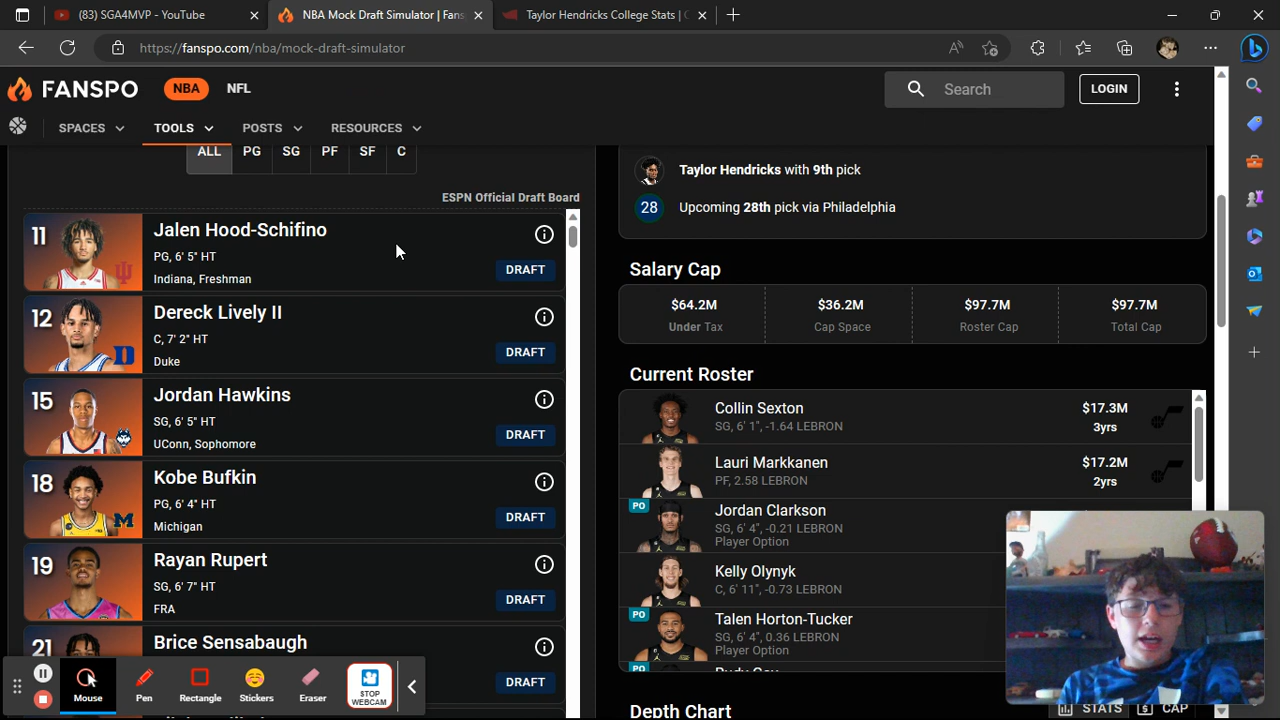 (83) SGA4MVP - YouTube
NBA Mock Draft Simulator | Fans
Taylor Hendricks College Stats | C
https://fanspo.com/nba/mock-draft-simulator
FANSPO
NBA
NFL
Search
LOGIN
SPACES
TOOLS
POSTS
RESOURCES
ALL
PG
SG
PF
SF
C
ESPN Official Draft Board
11
Jalen Hood-Schifino
PG, 6' 5" HT
Indiana, Freshman
DRAFT
12
Dereck Lively II
C, 7' 2" HT
Duke
DRAFT
15
Jordan Hawkins
SG, 6' 5" HT
UConn, Sophomore
DRAFT
18
Kobe Bufkin
PG, 6' 4" HT
Michigan
DRAFT
19
Rayan Rupert
SG, 6' 7" HT
FRA
DRAFT
21
Brice Sensabaugh
DRAFT
Taylor Hendricks with 9th pick
28
Upcoming 28th pick via Philadelphia
Salary Cap
$64.2M
Under Tax
$36.2M
Cap Space
$97.7M
Roster Cap
$97.7M
Total Cap
Current Roster
Collin Sexton
SG, 6' 1", -1.64 LEBRON
$17.3M
3yrs
Lauri Markkanen
PF, 2.58 LEBRON
$17.2M
2yrs
PO
Jordan Clarkson
SG, 6' 4", -0.21 LEBRON
Player Option
Kelly Olynyk
C, 6' 11", -0.73 LEBRON
PO
Talen Horton-Tucker
SG, 6' 4", 0.36 LEBRON
Player Option
PO
Depth Chart
STATS
CAP
Mouse
Pen
Rectangle
Stickers
Eraser
STOP
WEBCAM